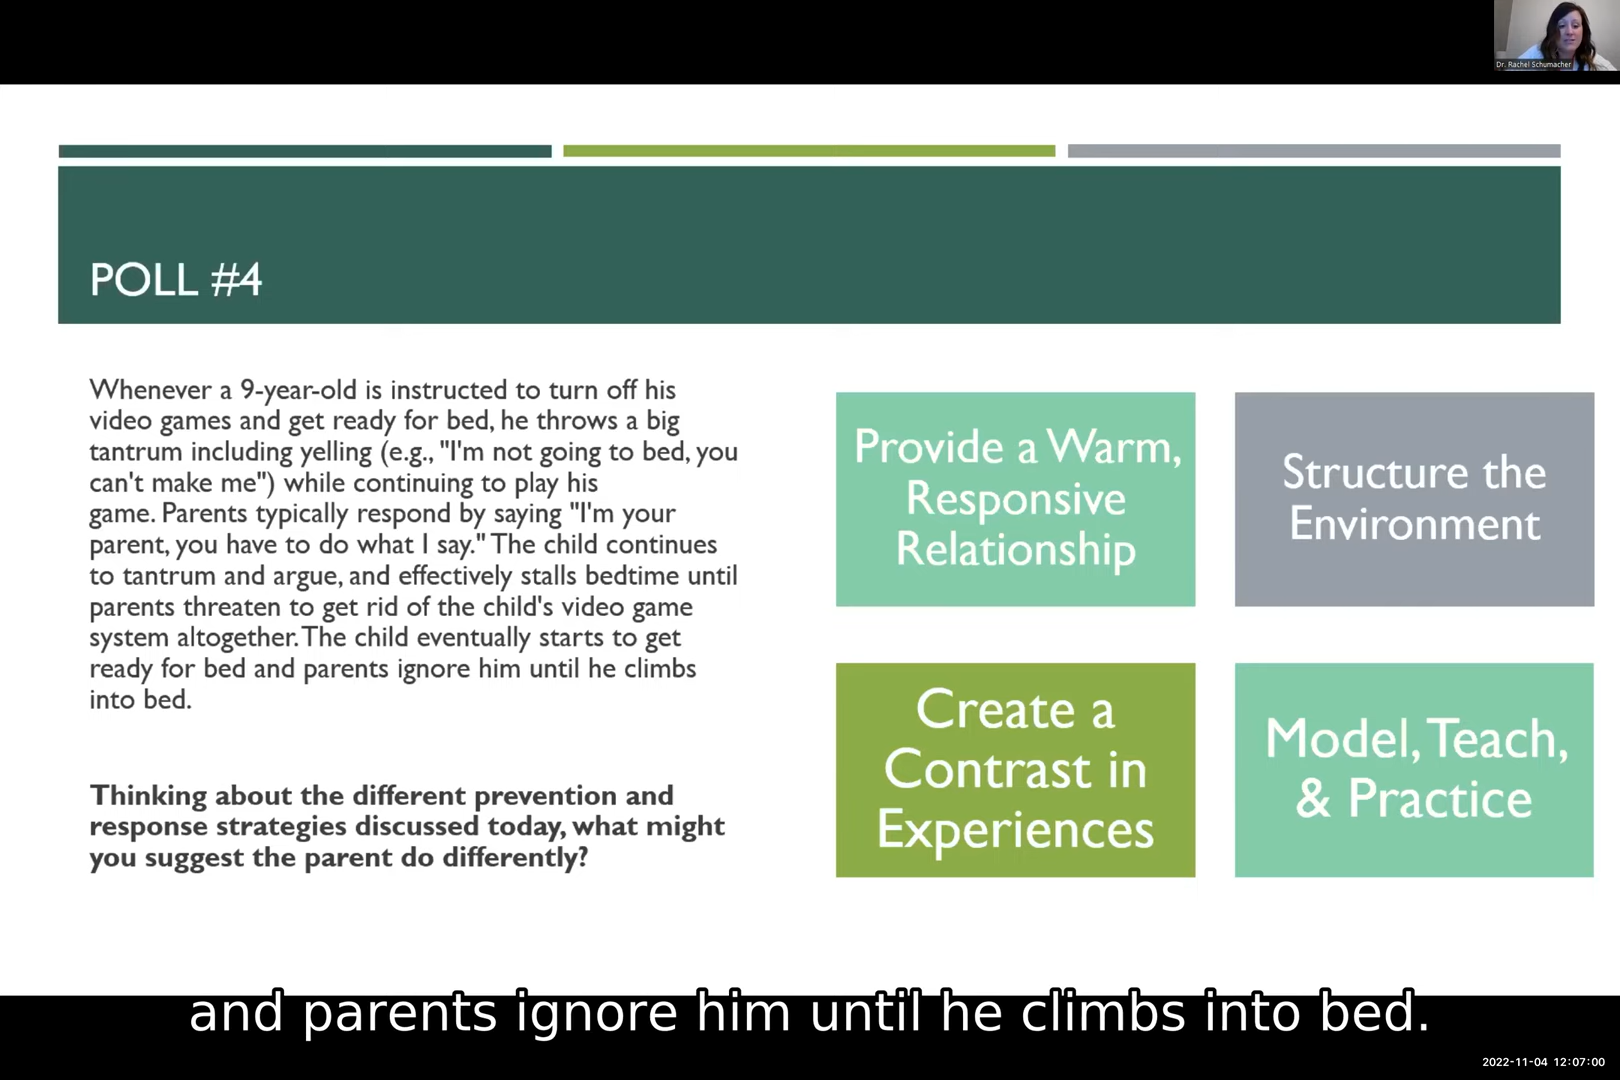 Dr. Rachel Schumacher
POLL #4
Whenever a 9-year-old is instructed to turn off his
video games and get ready for bed, he throws a big
tantrum including yelling (e.g., "I'm not going to bed, you
can't make me") while continuing to play his
game. Parents typically respond by saying "I'm your
parent, you have to do what I say." The child continues
to tantrum and argue, and effectively stalls bedtime until
parents threaten to get rid of the child's video game
system altogether. The child eventually starts to get
ready for bed and parents ignore him until he climbs
into bed.
Thinking about the different prevention and
response strategies discussed today, what might
you suggest the parent do differently?
Provide a Warm,
Responsive
Relationship
Structure the
Environment
Create a
Contrast in
Experiences
Model, Teach,
& Practice
and parents ignore him until he climbs into bed.
2022-11-04 12:07:00